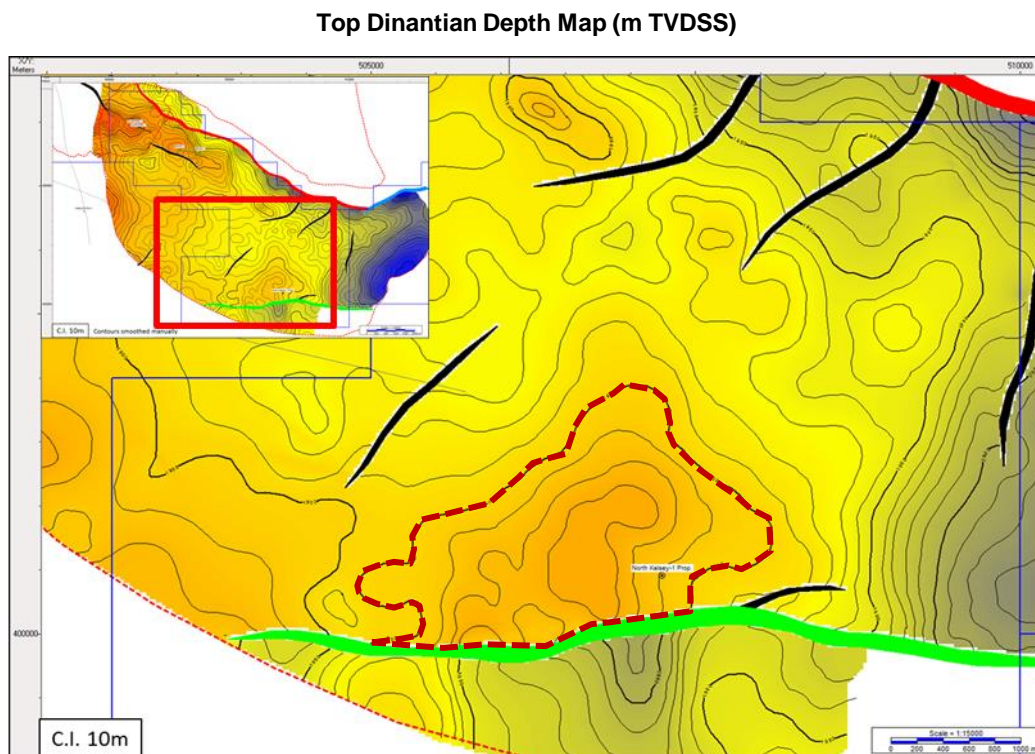 Top Dinantian Depth Map (m TVDSS)
X/Y:
Meters
505000
510000
C.I. 10m
Contours smoothed manually
North Kelsey-1 Prop.
400000
C.I. 10m
Scale = 1:15000
0 200 400 600 800 1000